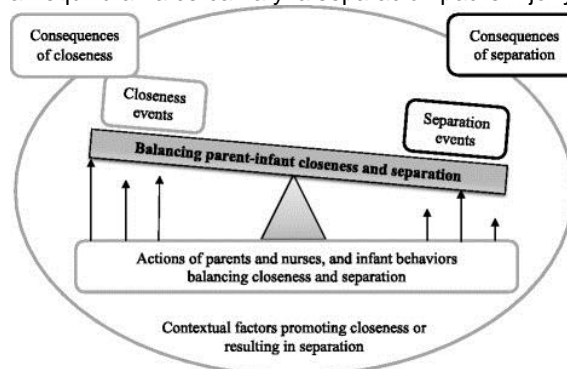 Consequences
of closeness
Consequences
of separation
Closeness
events
Separation
events
Balancing parent-infant closeness and separation
Actions of parents and nurses, and infant behaviors
balancing closeness and separation
Contextual factors promoting closeness or
resulting in separation